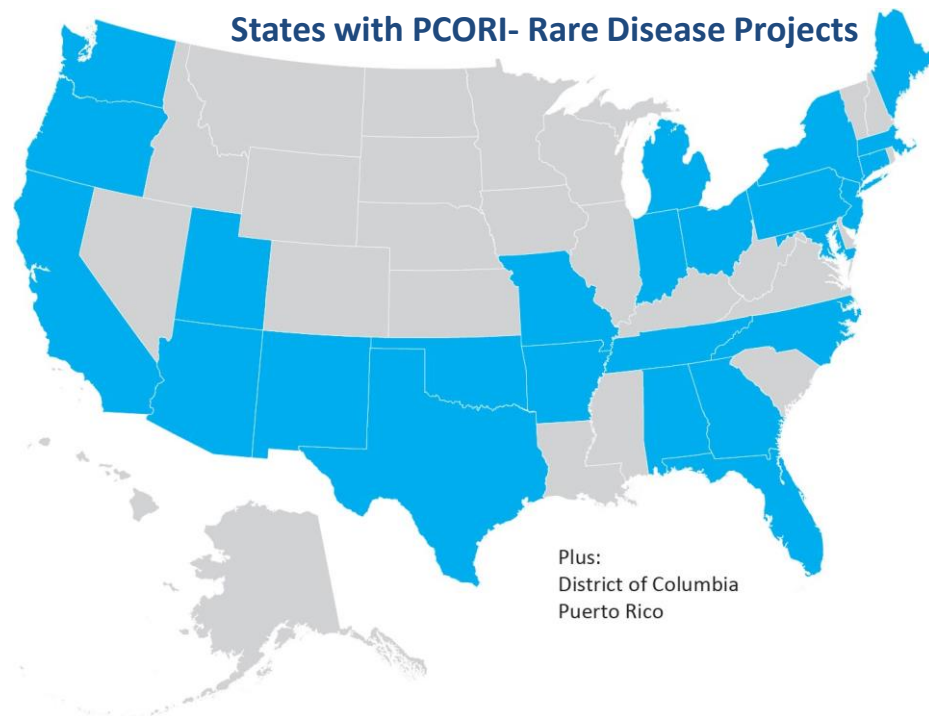 States with PCORI- Rare Disease Projects
Plus:
District of Columbia
Puerto Rico